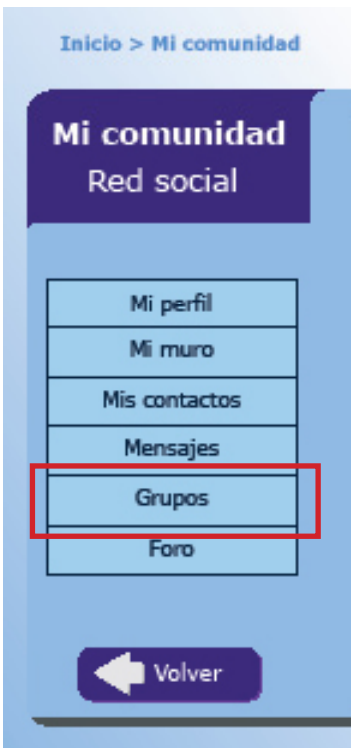 Inicio > Mi comunidad
Mi comunidad
Red social
Mi perfil
Mi muro
Mis contactos
Mensajes
Grupos
Foro
Volver